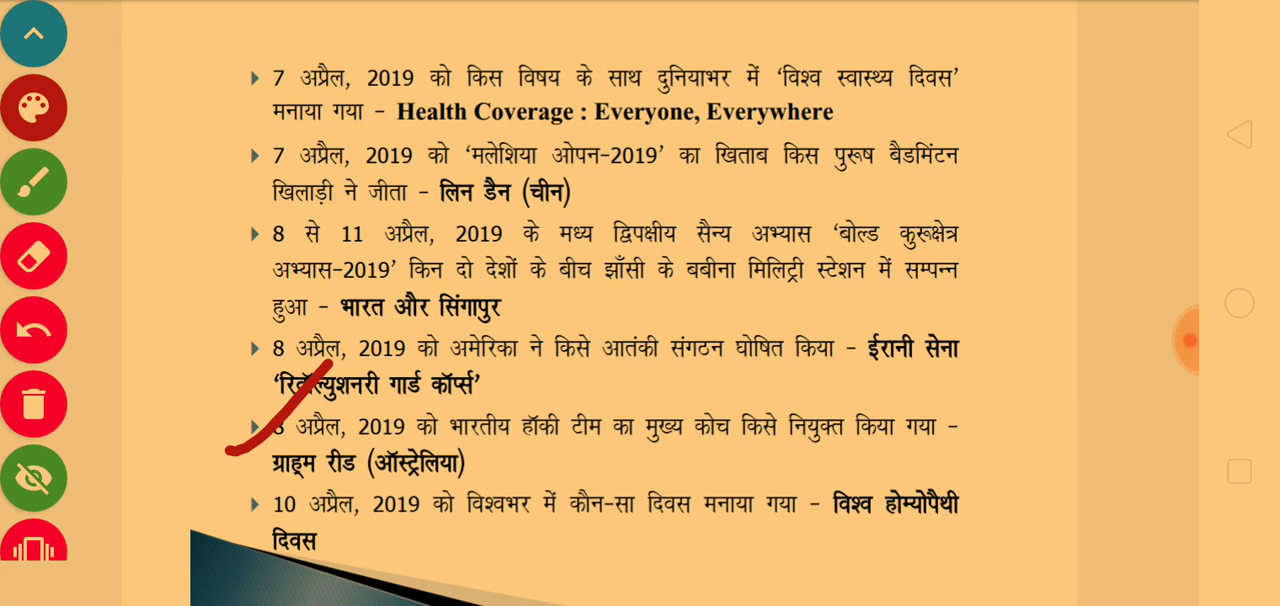 7 अप्रैल, 2019 को किस विषय के साथ दुनियाभर में ‘विश्व स्वास्थ्य दिवस’
मनाया गया - Health Coverage : Everyone, Everywhere
7 अप्रैल, 2019 को ‘मलेशिया ओपन-2019’ का खिताब किस पुरूष बैडमिंटन
खिलाड़ी ने जीता - लिन डैन (चीन)
8 से 11 अप्रैल, 2019 के मध्य द्विपक्षीय सैन्य अभ्यास ‘बोल्ड कुरूक्षेत्र
अभ्यास-2019’ किन दो देशों के बीच झाँसी के बबीना मिलिट्री स्टेशन में सम्पन्न
हुआ - भारत और सिंगापुर
8 अप्रैल, 2019 को अमेरिका ने किसे आतंकी संगठन घोषित किया - ईरानी सेना
‘रिवॅाल्युशनरी गार्ड कॉर्प्स’
8 अप्रैल, 2019 को भारतीय हॉकी टीम का मुख्य कोच किसे नियुक्त किया गया -
ग्राह्म रीड (ऑस्ट्रेलिया)
10 अप्रैल, 2019 को विश्वभर में कौन-सा दिवस मनाया गया - विश्व होम्योपैथी
दिवस